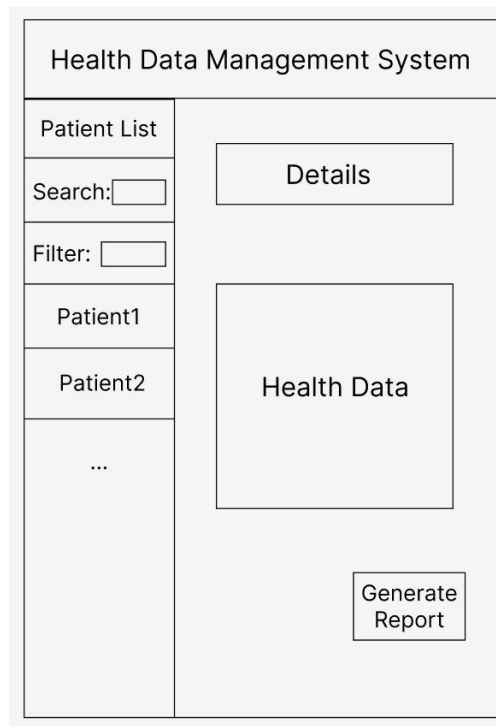 Health Data Management System
Patient List
Search:
Filter:
Patient1
Patient2
...
Details
Health Data
Generate
Report